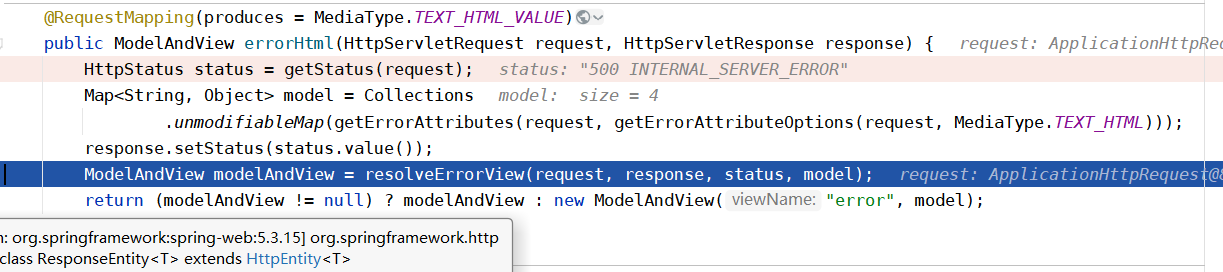 @RequestMapping(produces = MediaType.TEXT_HTML_VALUE)
public ModelAndView errorHtml(HttpServletRequest request, HttpServletResponse response) { request: ApplicationHttpReq
HttpStatus status = getStatus(request); status: "500 INTERNAL_SERVER_ERROR"
Map<String, Object> model = Collections model: size = 4
.unmodifiableMap(getErrorAttributes(request, getErrorAttributeOptions(request, MediaType.TEXT_HTML)));
response.setStatus(status.value());
ModelAndView modelAndView = resolveErrorView(request, response, status, model); request: ApplicationHttpRequest@8
return (modelAndView != null) ? modelAndView : new ModelAndView( viewName: "error", model);
n: org.springframework:spring-web:5.3.15] org.springframework.http
class ResponseEntity<T> extends HttpEntity<T>